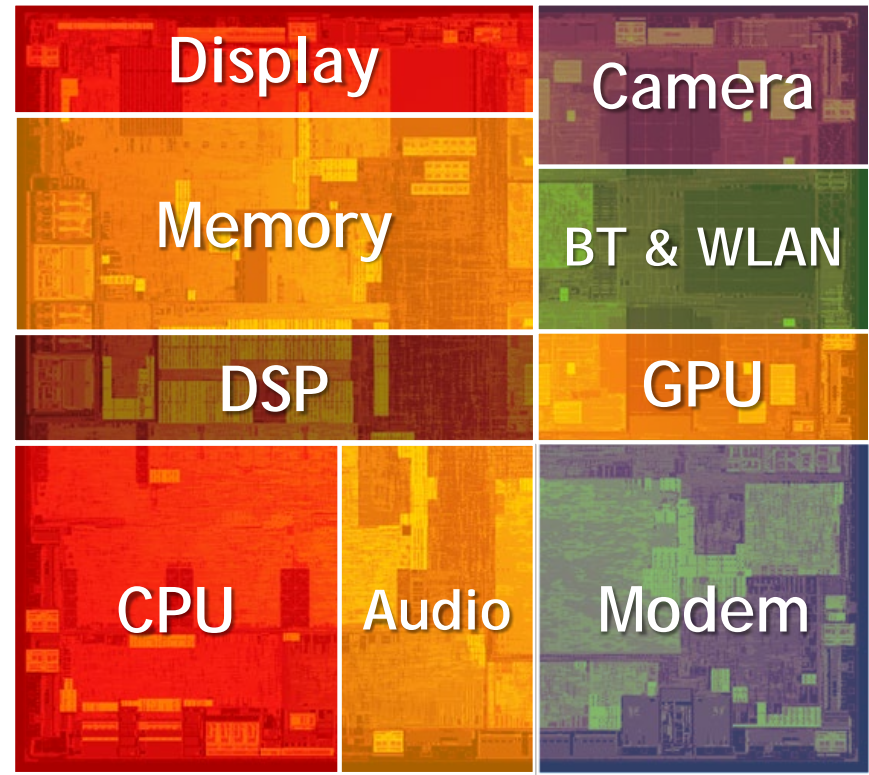 Display
Camera
Memory
BT & WLAN
DSP
GPU
CPU
Audio
Modem